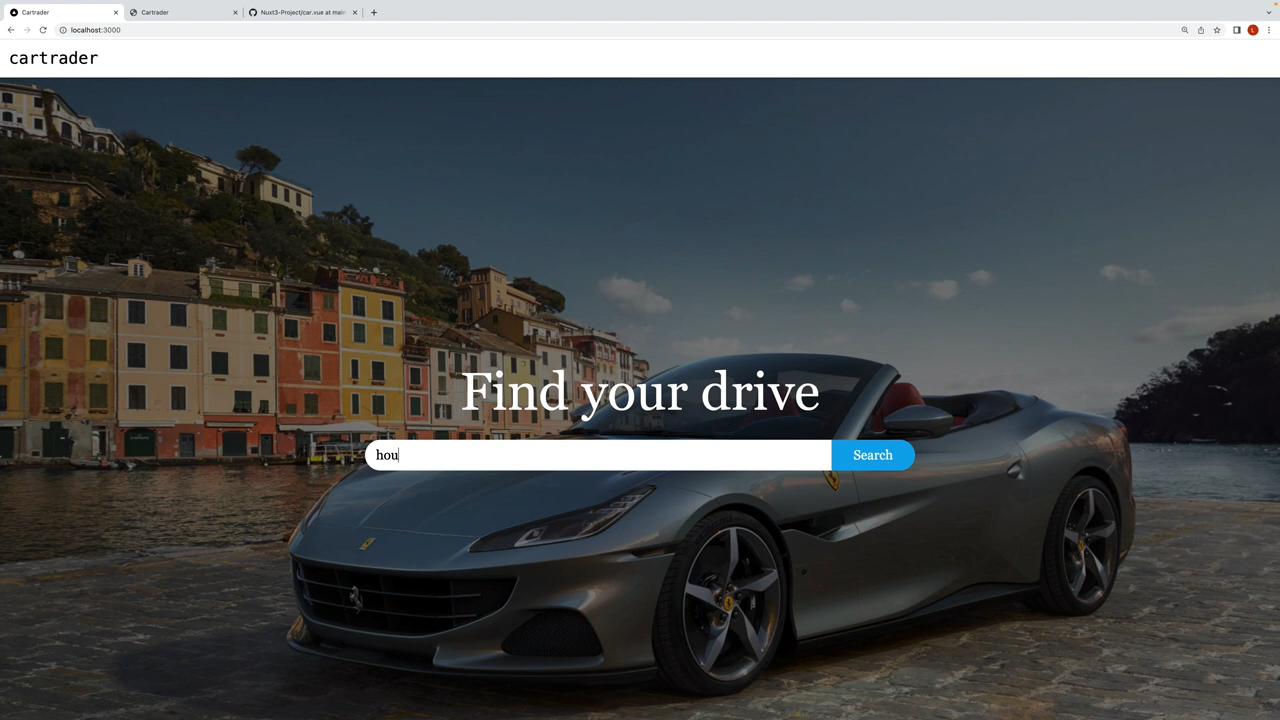 Cartrader
Cartrader
Nuxt3-Project/car.vue at main
localhost:3000
L
cartrader
Find your drive
hou
Search